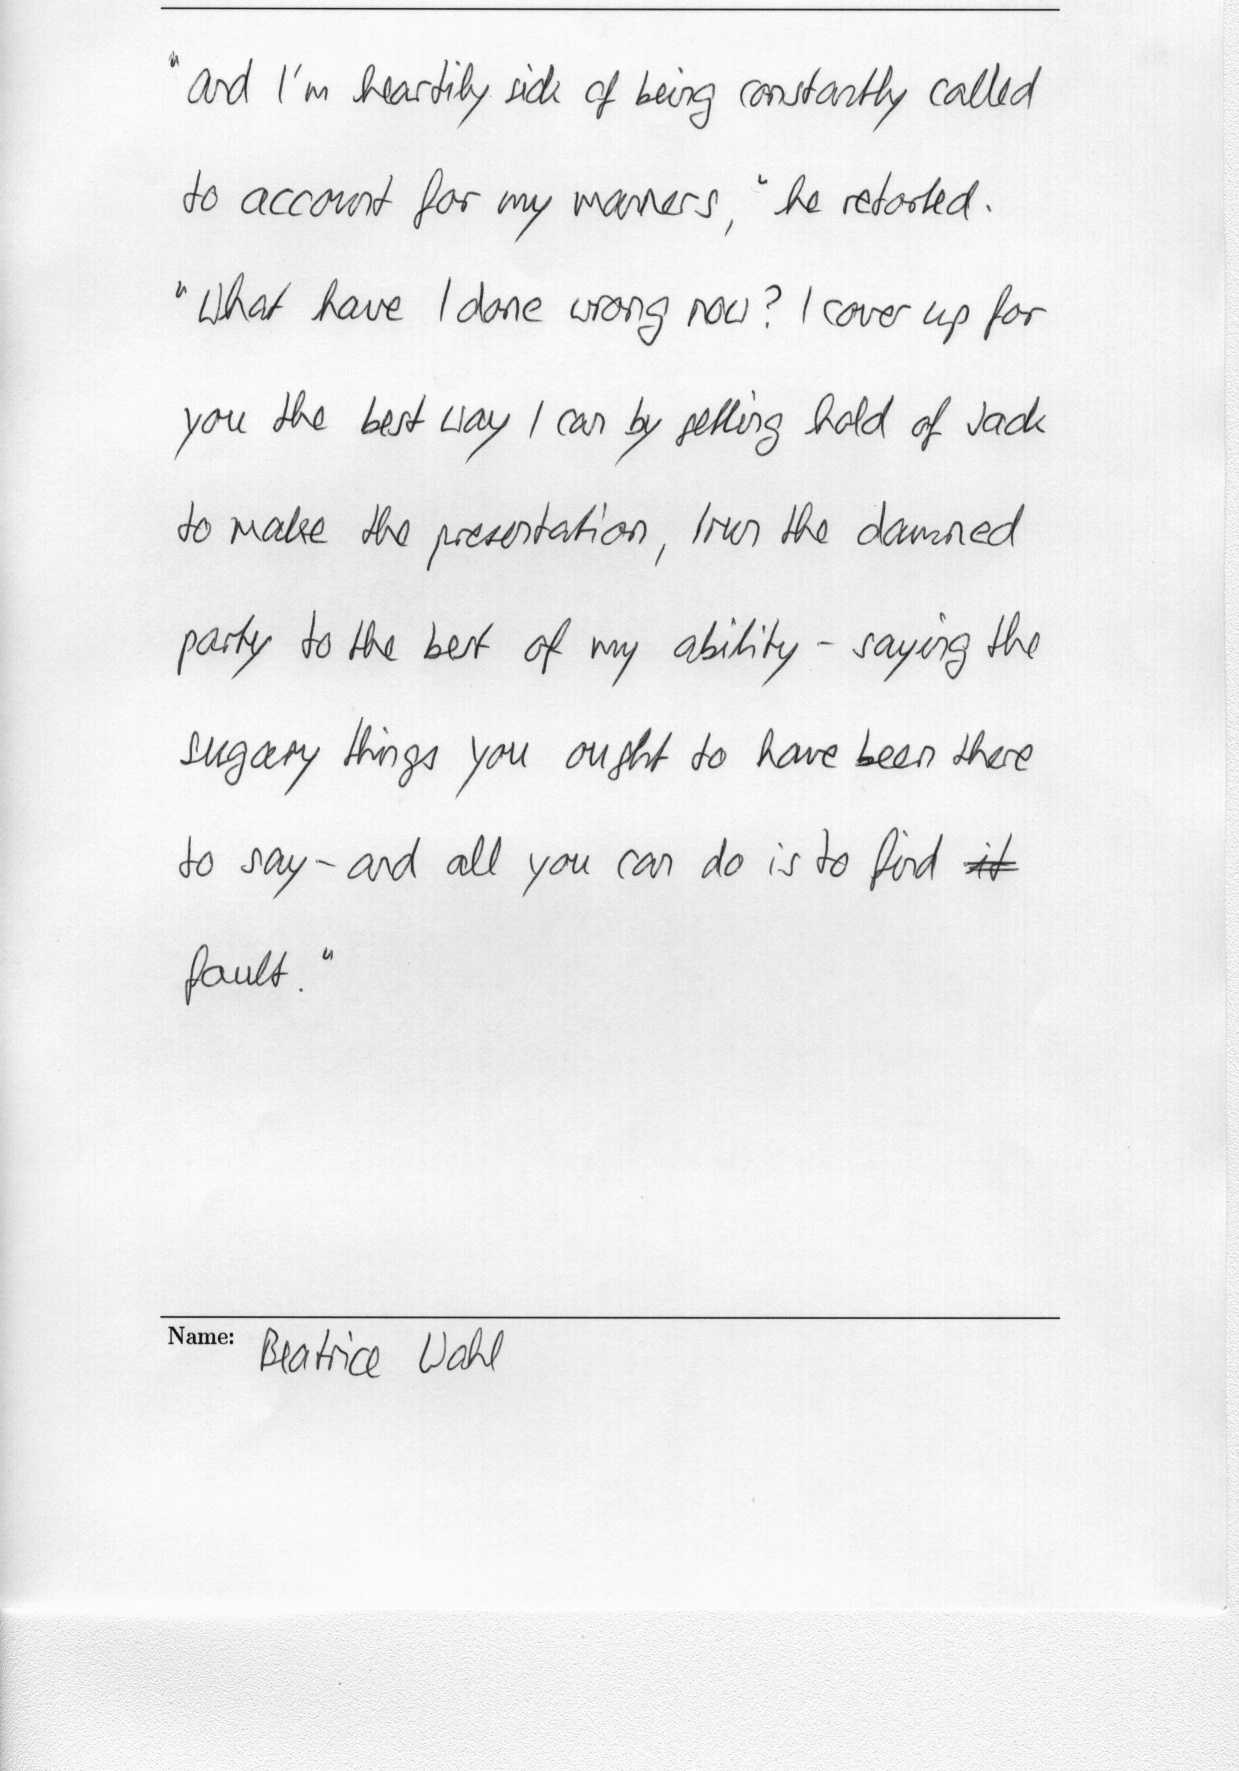 "And I'm heartily sick of being constantly called
to account for my manners," he retorted.
"What have I done wrong now? I cover up for
you the best way I can by getting hold of Jack
to make the presentation, I run the damned
party to the best of my ability - saying the
sugary things you ought to have been there
to say - and all you can do is to find it
fault."
Name: Beatrice Wahl